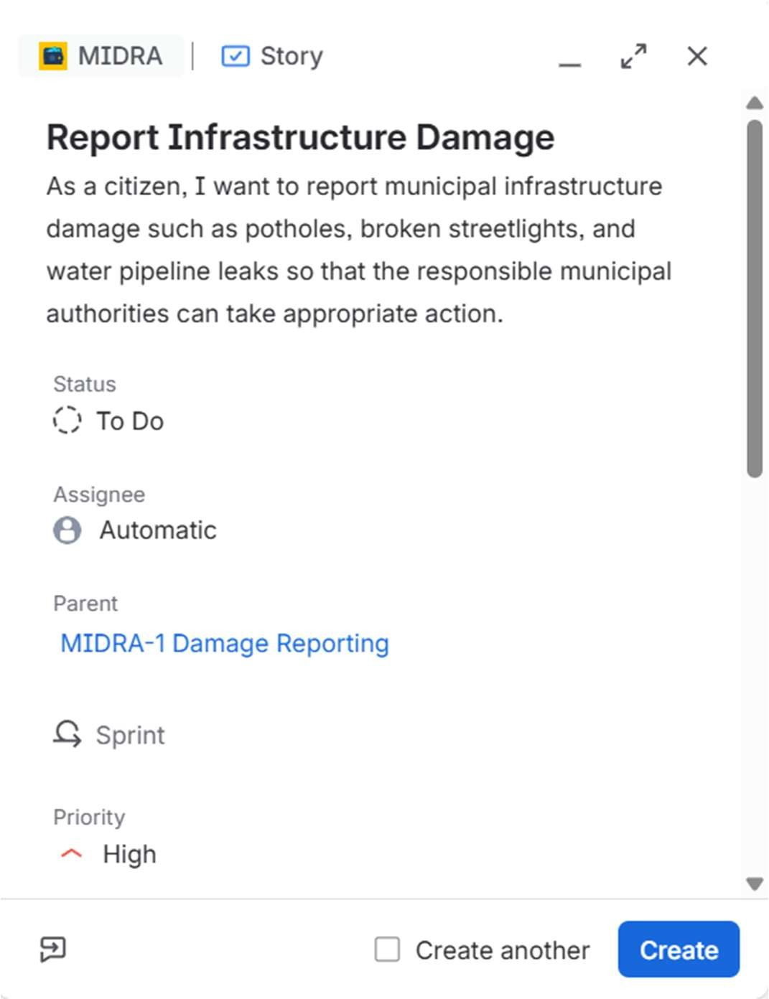 MIDRA | Story
Report Infrastructure Damage
As a citizen, I want to report municipal infrastructure
damage such as potholes, broken streetlights, and
water pipeline leaks so that the responsible municipal
authorities can take appropriate action.
Status
To Do
Assignee
Automatic
Parent
MIDRA-1 Damage Reporting
Sprint
Priority
High
Create another
Create